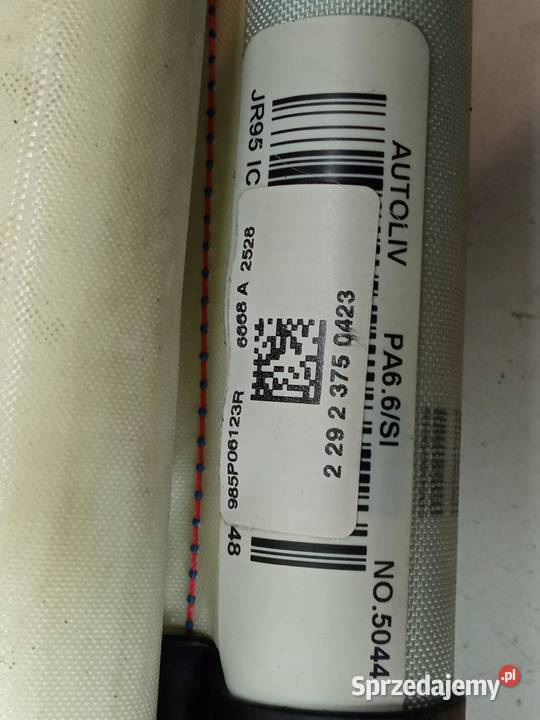 AUTOLIV PA6.6/SI NO.5044
JR95 IC
48
985P06123R 6668 A 2528
2 29 2 375 0423
Sprzedajemy.pl